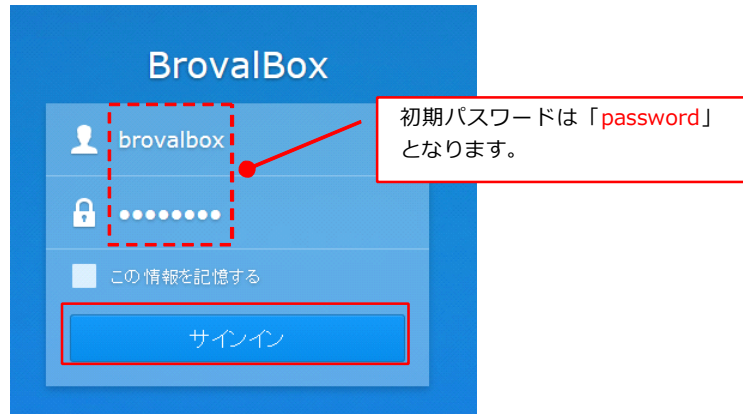 BrovalBox
初期パスワードは「password」
となります。
brovalbox
••••••••
この情報を記憶する
サインイン